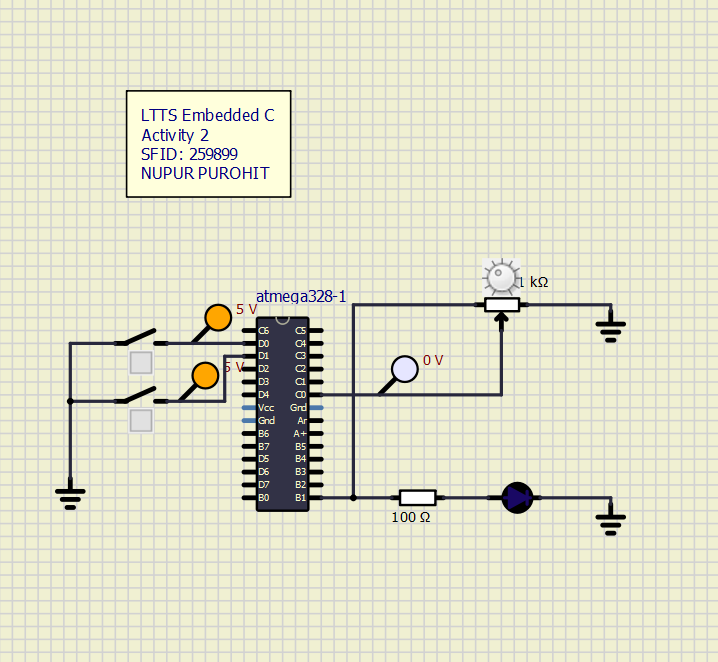 LTTS Embedded C
Activity 2
SFID: 259899
NUPUR PUROHIT
1 kΩ
atmega328-1
5 V
C6 C5
D0 C4
D1 C3
5 V
D2 C2
D3 C1
D4 C0
0 V
Vcc Gnd
Gnd Ar
B6 A+
B7 B5
D5 B4
D6 B3
D7 B2
B0 B1
100 Ω